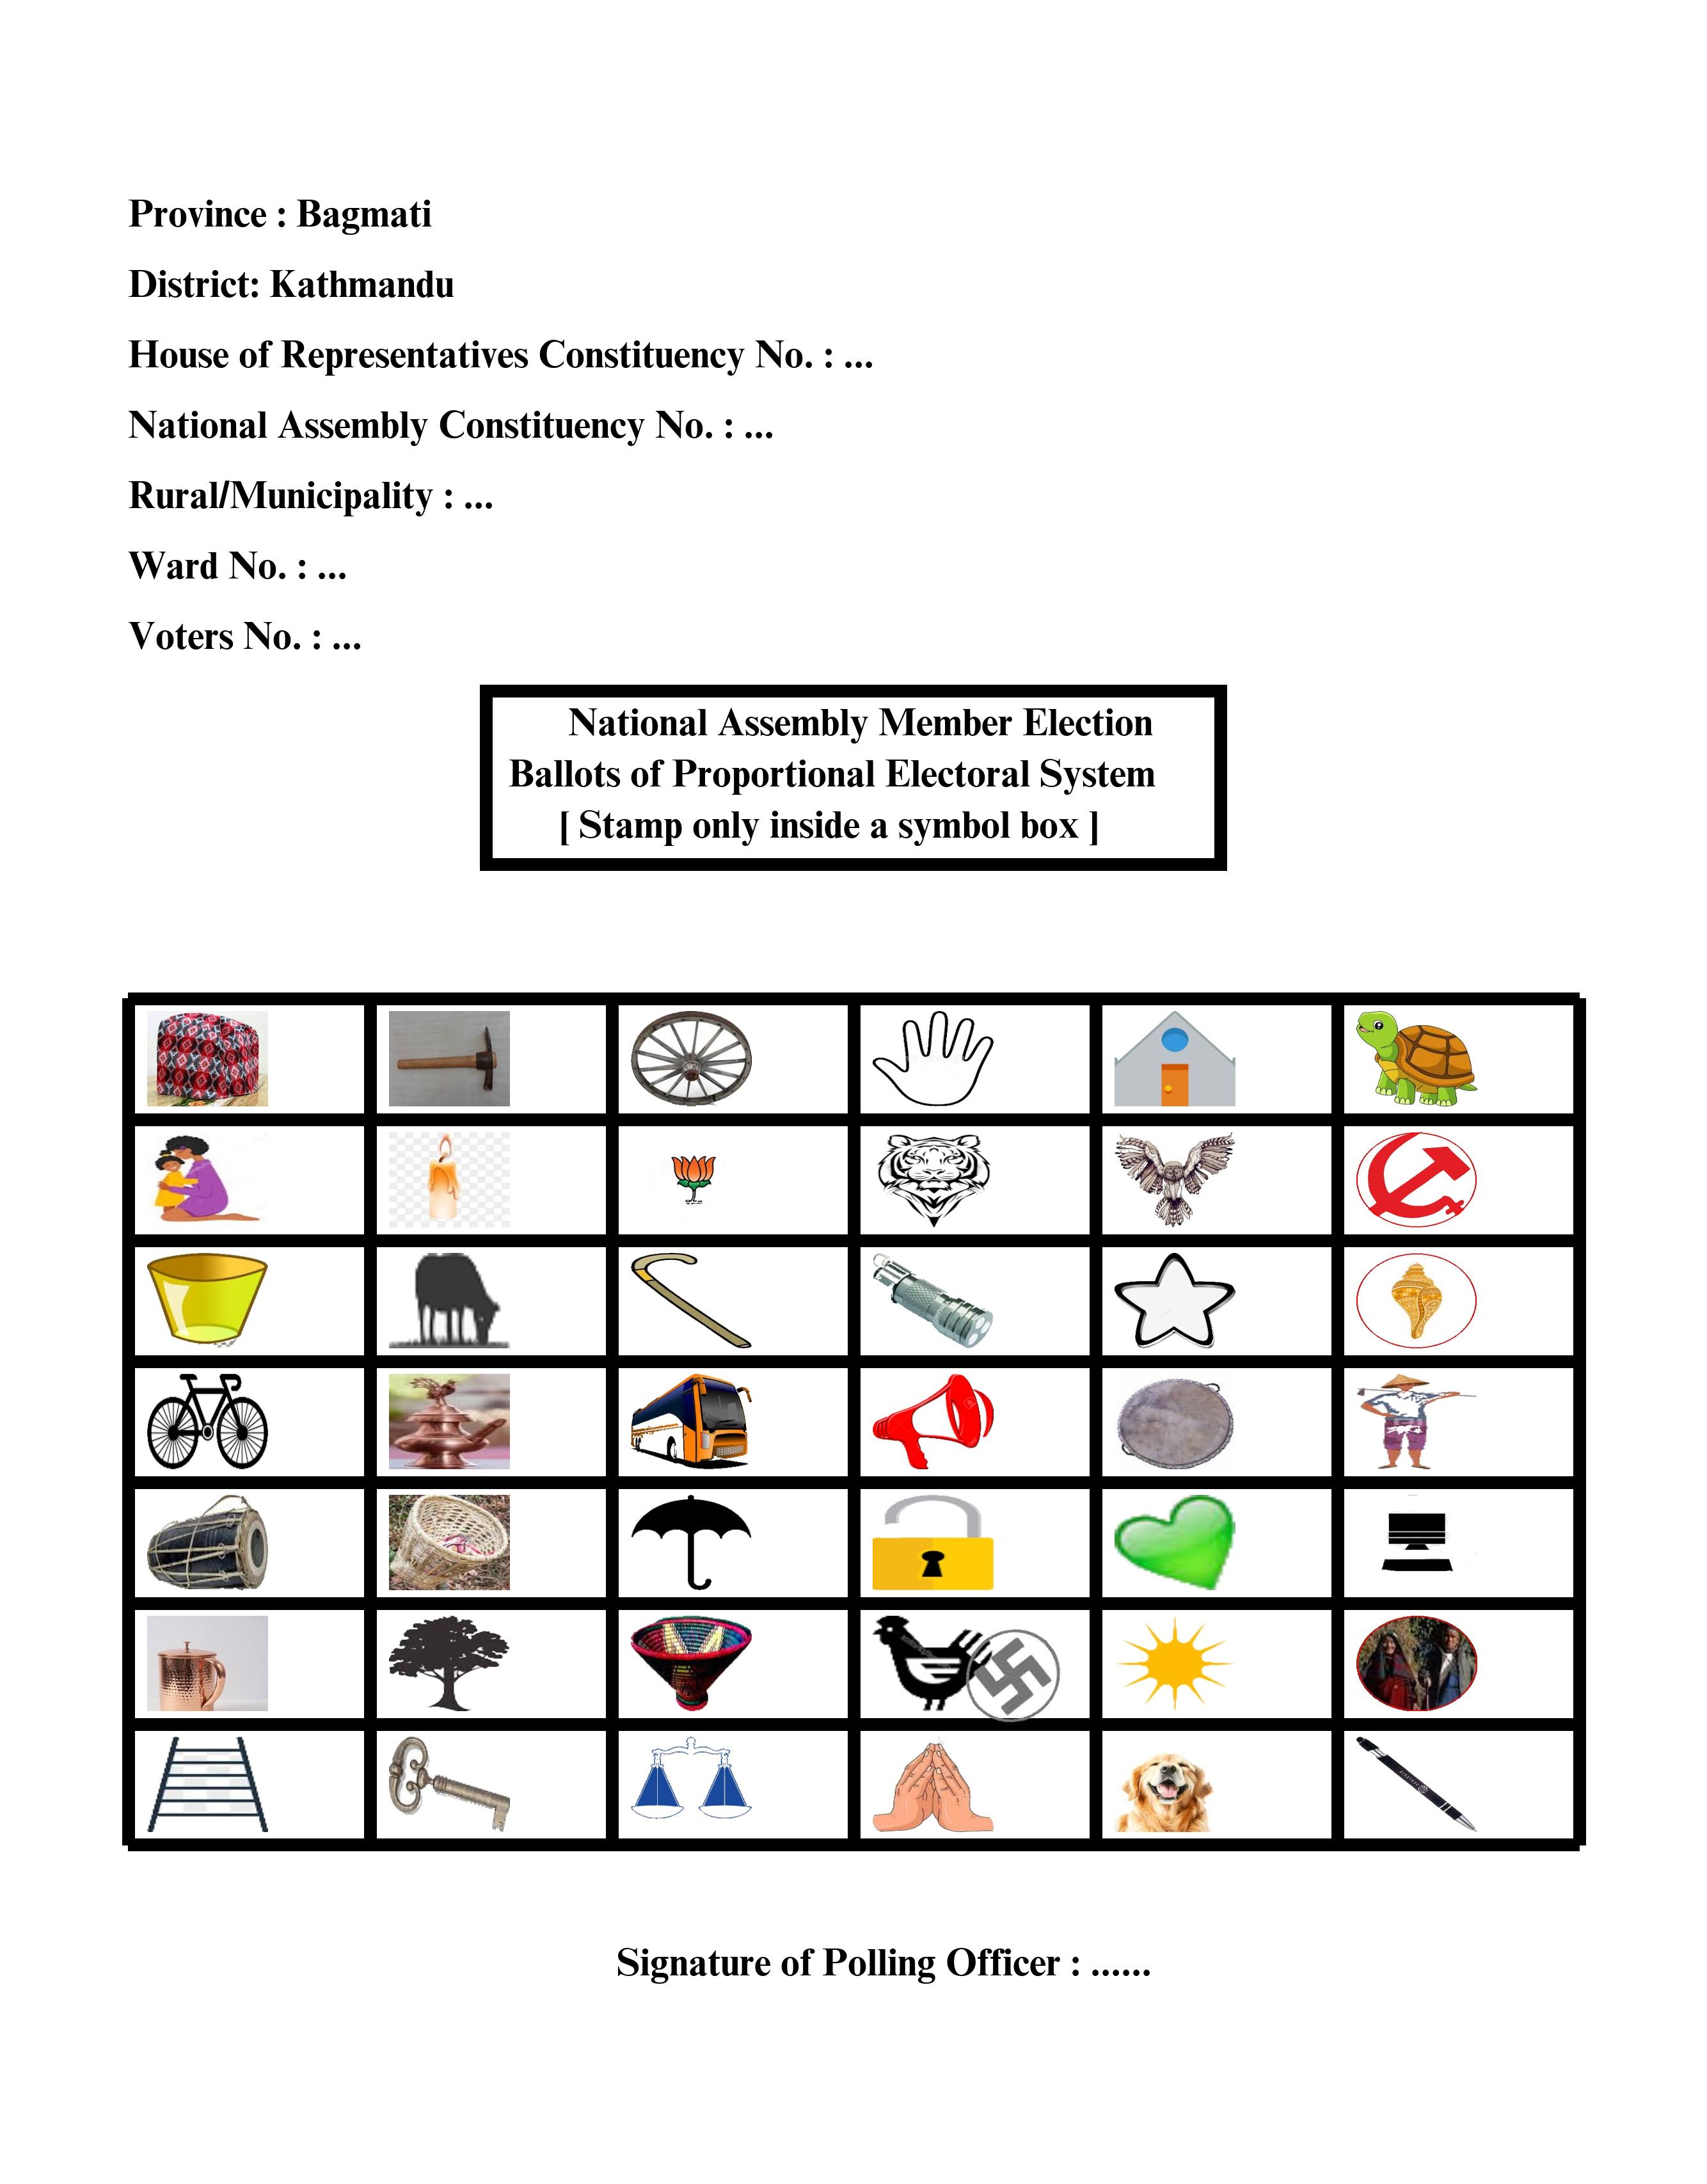 Province : Bagmati
District: Kathmandu
House of Representatives Constituency No. : ...
National Assembly Constituency No. : ...
Rural/Municipality : ...
Ward No. : ...
Voters No. : ...
National Assembly Member Election
Ballots of Proportional Electoral System
[ Stamp only inside a symbol box ]
Signature of Polling Officer : ......